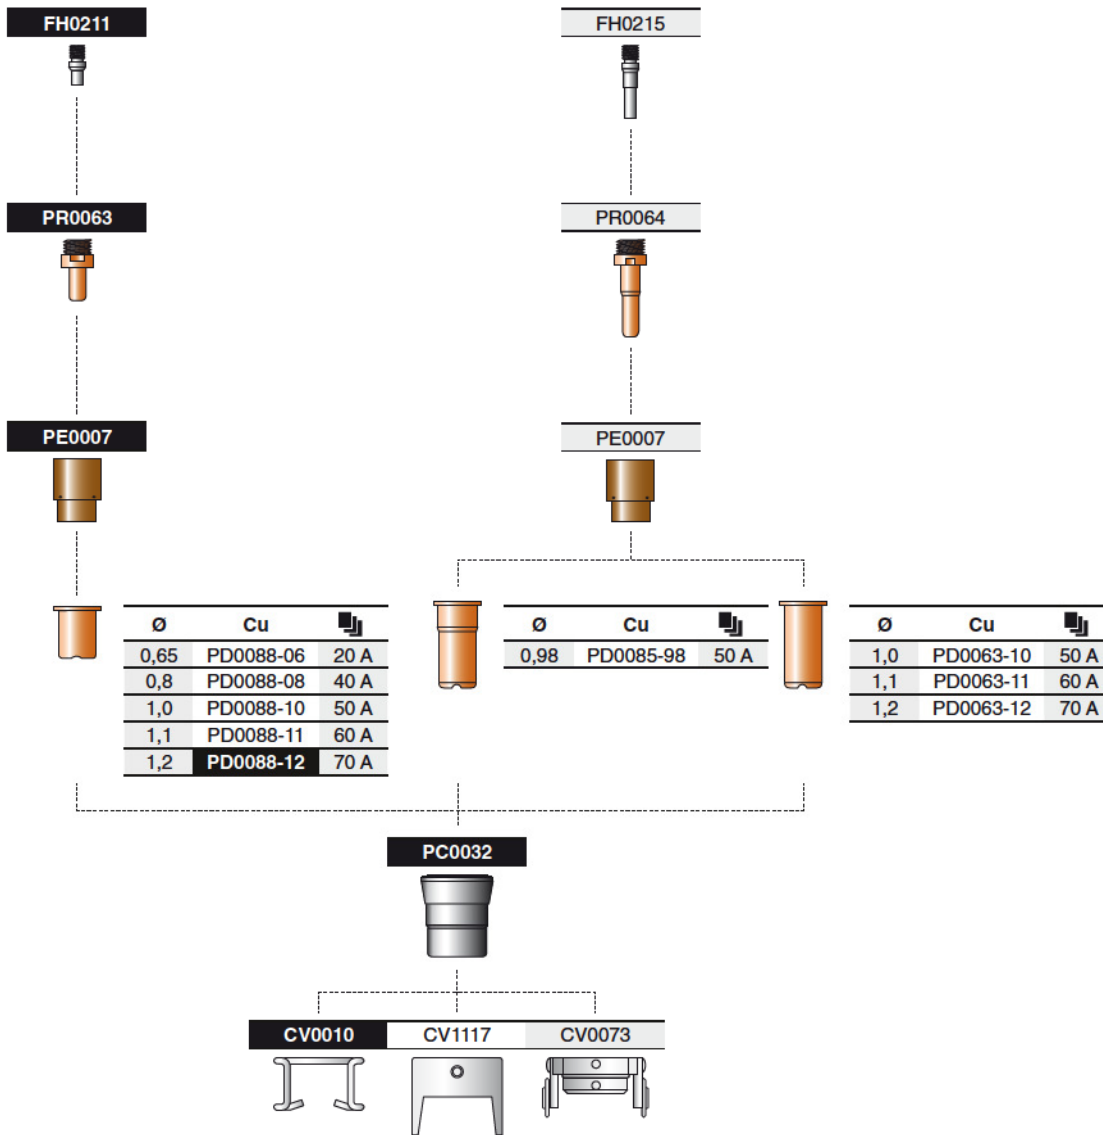 FH0211 FH0215
PR0063 PR0064
PE0007 PE0007
Ø Cu
0,65 PD0088-06 20 A
0,8 PD0088-08 40 A
1,0 PD0088-10 50 A
1,1 PD0088-11 60 A
1,2 PD0088-12 70 A
Ø Cu
0,98 PD0085-98 50 A
Ø Cu
1,0 PD0063-10 50 A
1,1 PD0063-11 60 A
1,2 PD0063-12 70 A
PC0032
CV0010 CV1117 CV0073